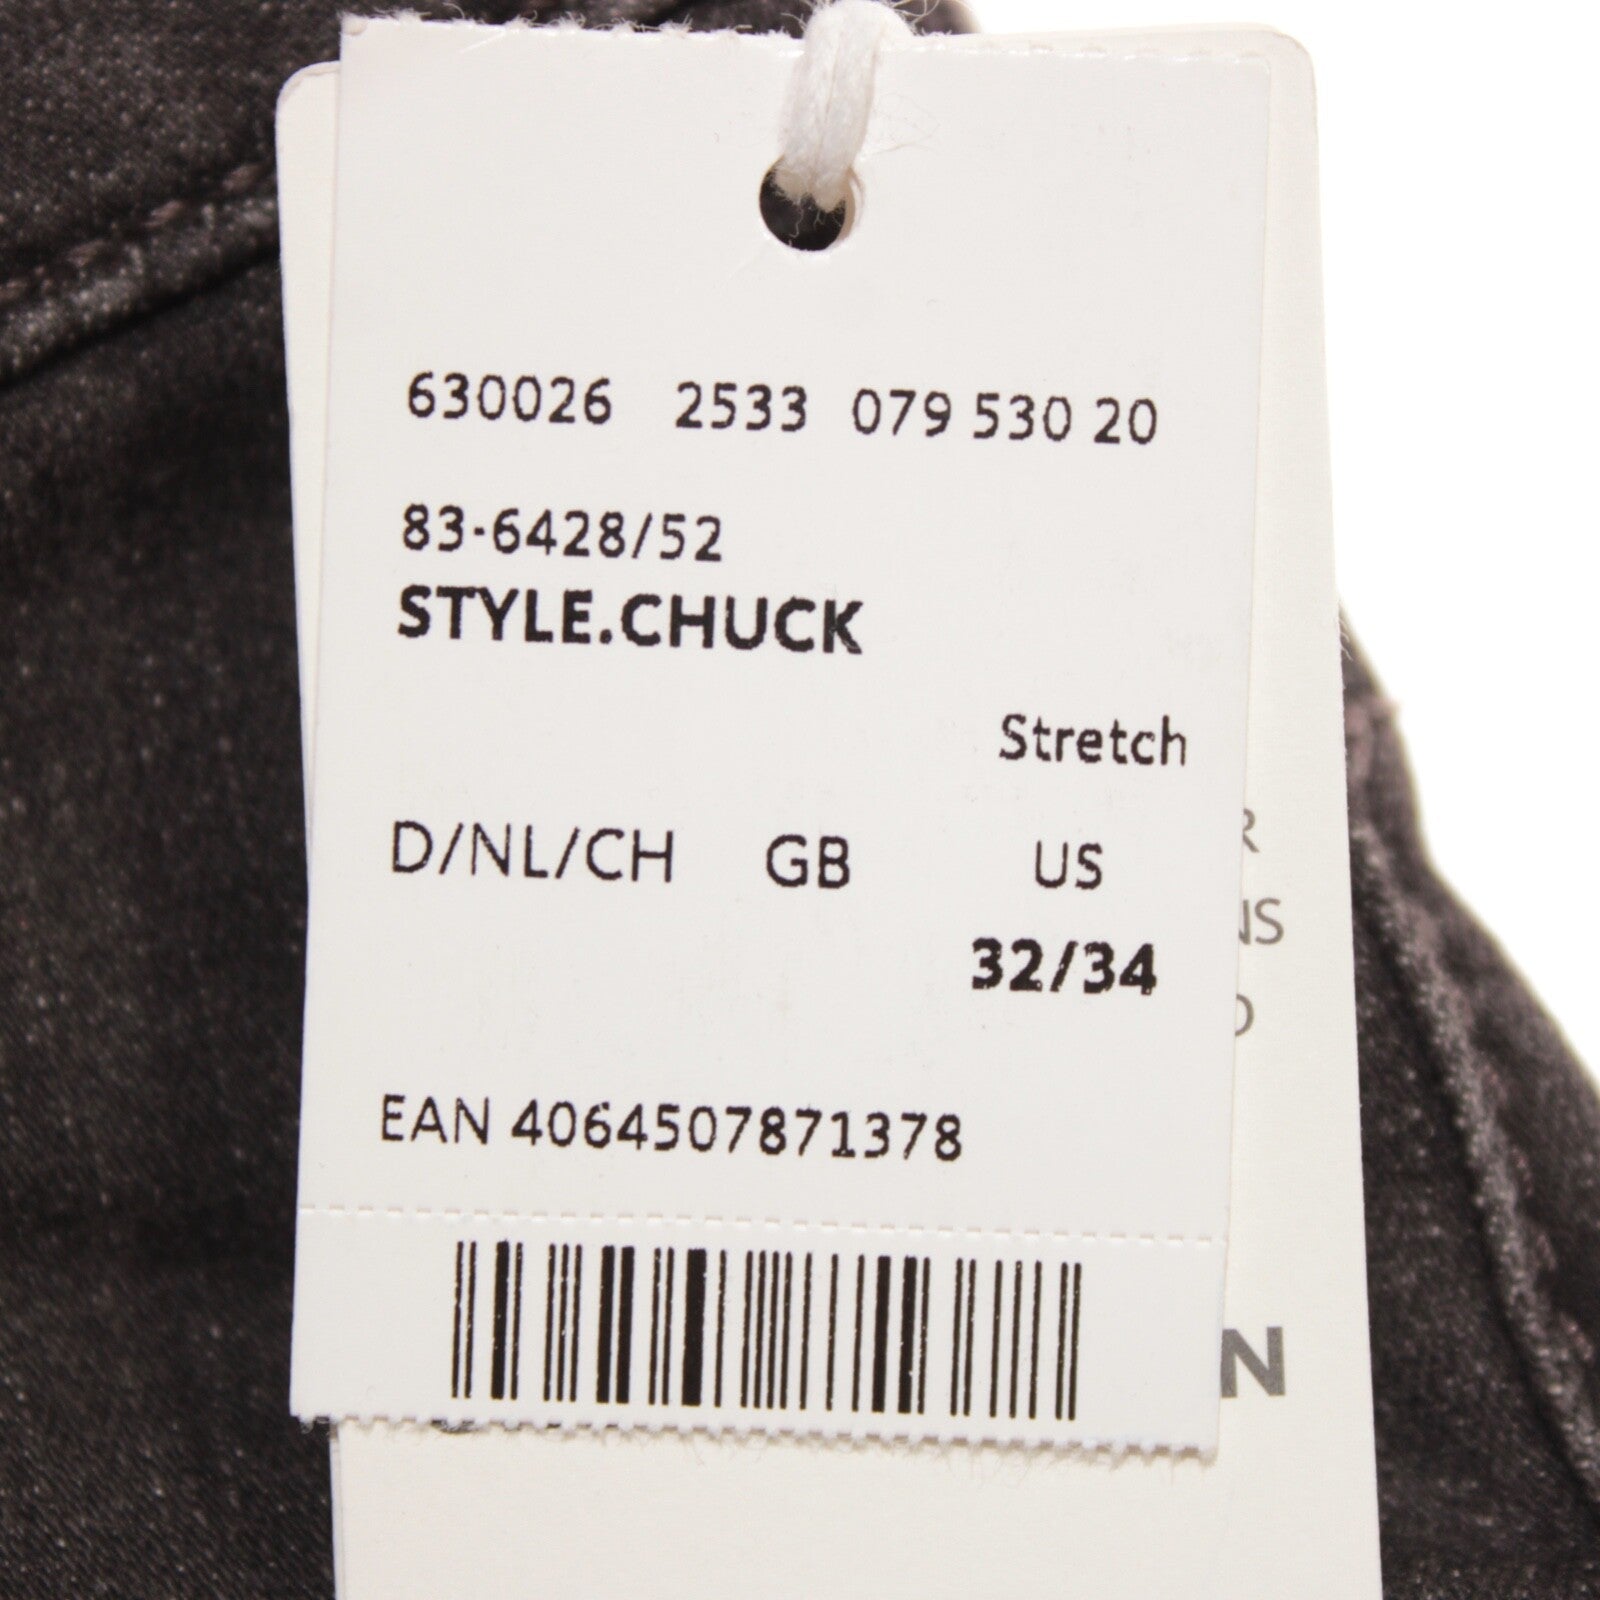 630026 2533 079 530 20
83-6428/52
STYLE.CHUCK
Stretch
D/NL/CH GB US
32/34
EAN 4064507871378